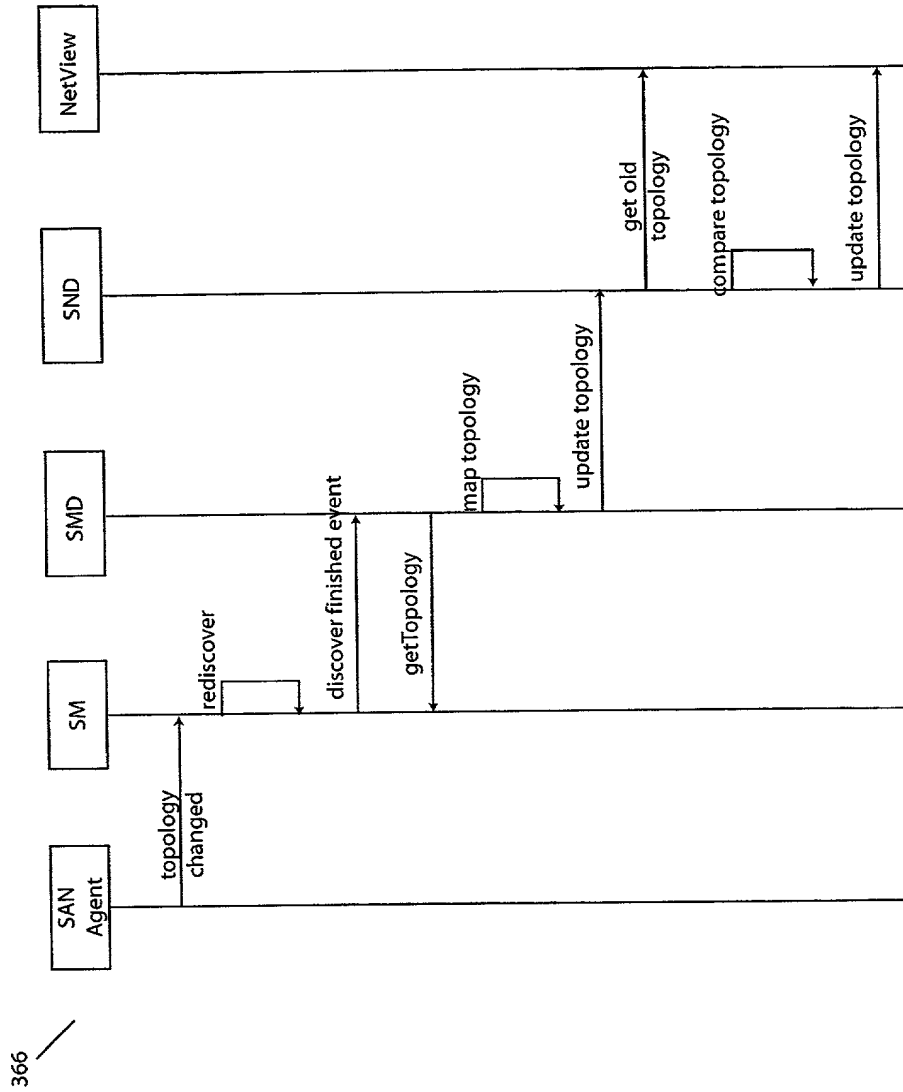 366
SAN
Agent
SM
SMD
SND
NetView
topology
changed
rediscover
discover finished event
getTopology
map topology
update topology
get old
topology
compare topology
update topology